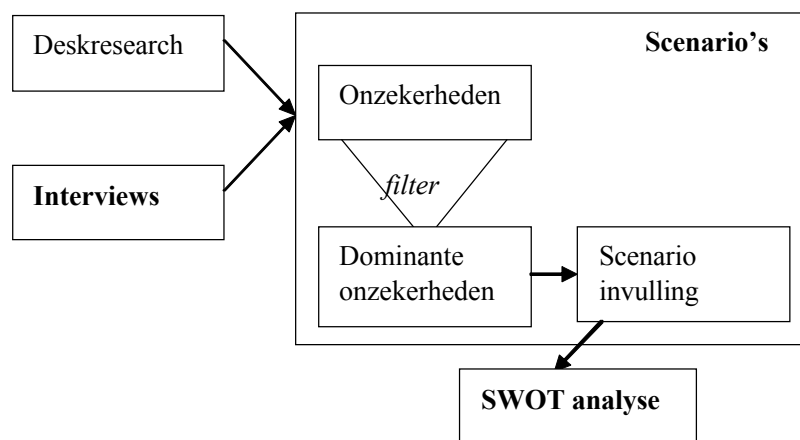 Deskresearch
Interviews
Scenario’s
Onzekerheden
filter
Dominante
onzekerheden
Scenario
invulling
SWOT analyse